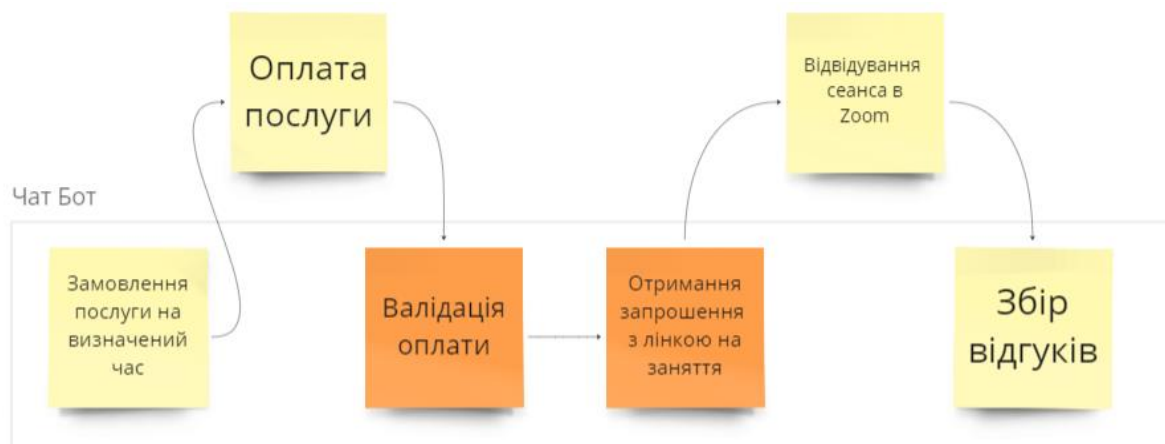 Оплата
послуги
Відвідування
сеанса в
Zoom
Чат Бот
Замовлення
послуги на
визначений
час
Валідація
оплати
Отримання
запрошення
з лінкою на
заняття
Збір
відгуків